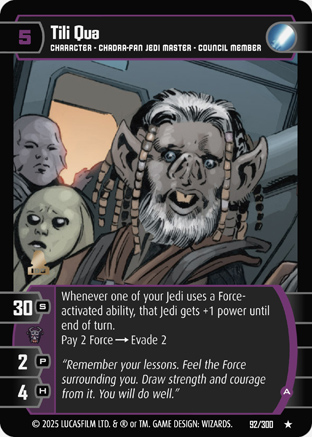 5
Tili Qua
CHARACTER - CHADRA-FAN JEDI MASTER - COUNCIL MEMBER
30 S
Whenever one of your Jedi uses a Force-
activated ability, that Jedi gets +1 power until
end of turn.
Pay 2 Force → Evade 2
2 P
4 H
“Remember your lessons. Feel the Force
surrounding you. Draw strength and courage
from it. You will do well.”
A
© 2025 LUCASFILM LTD. & ® or TM. GAME DESIGN: WIZARDS. 92/300 ★